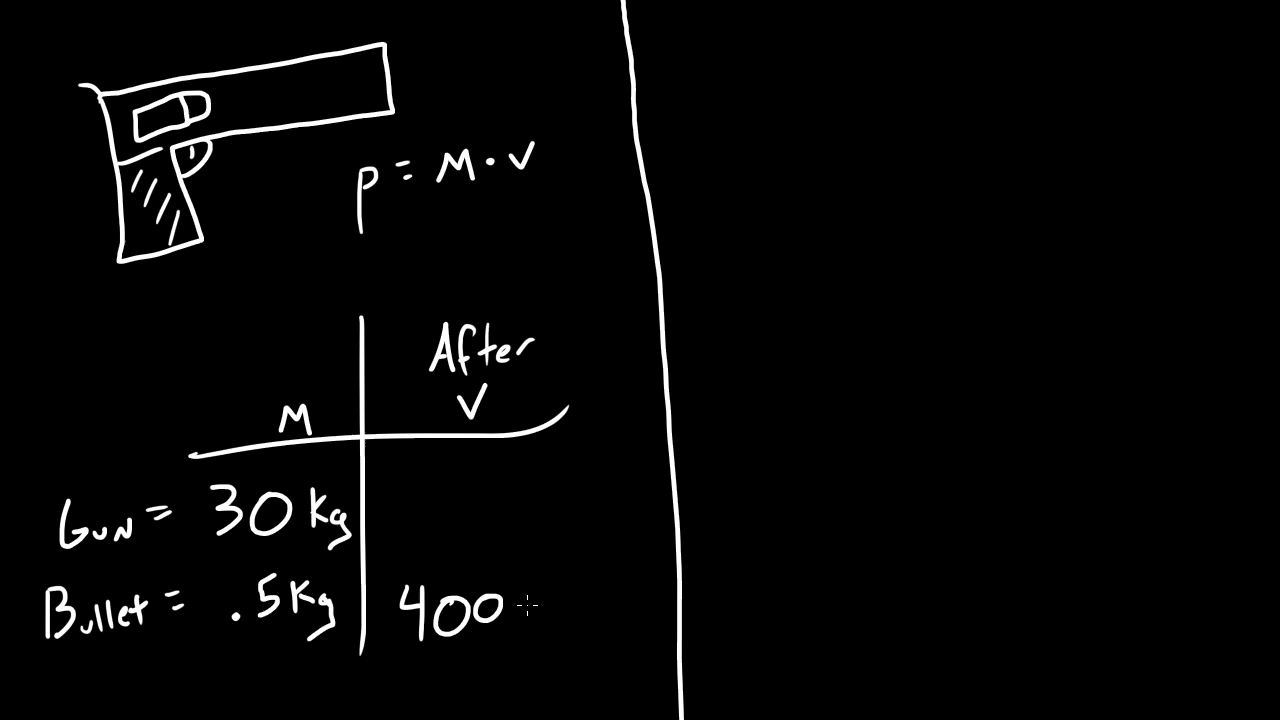 p = M · V
After
M V
Gun = 30 kg
Bullet = .5 kg 400